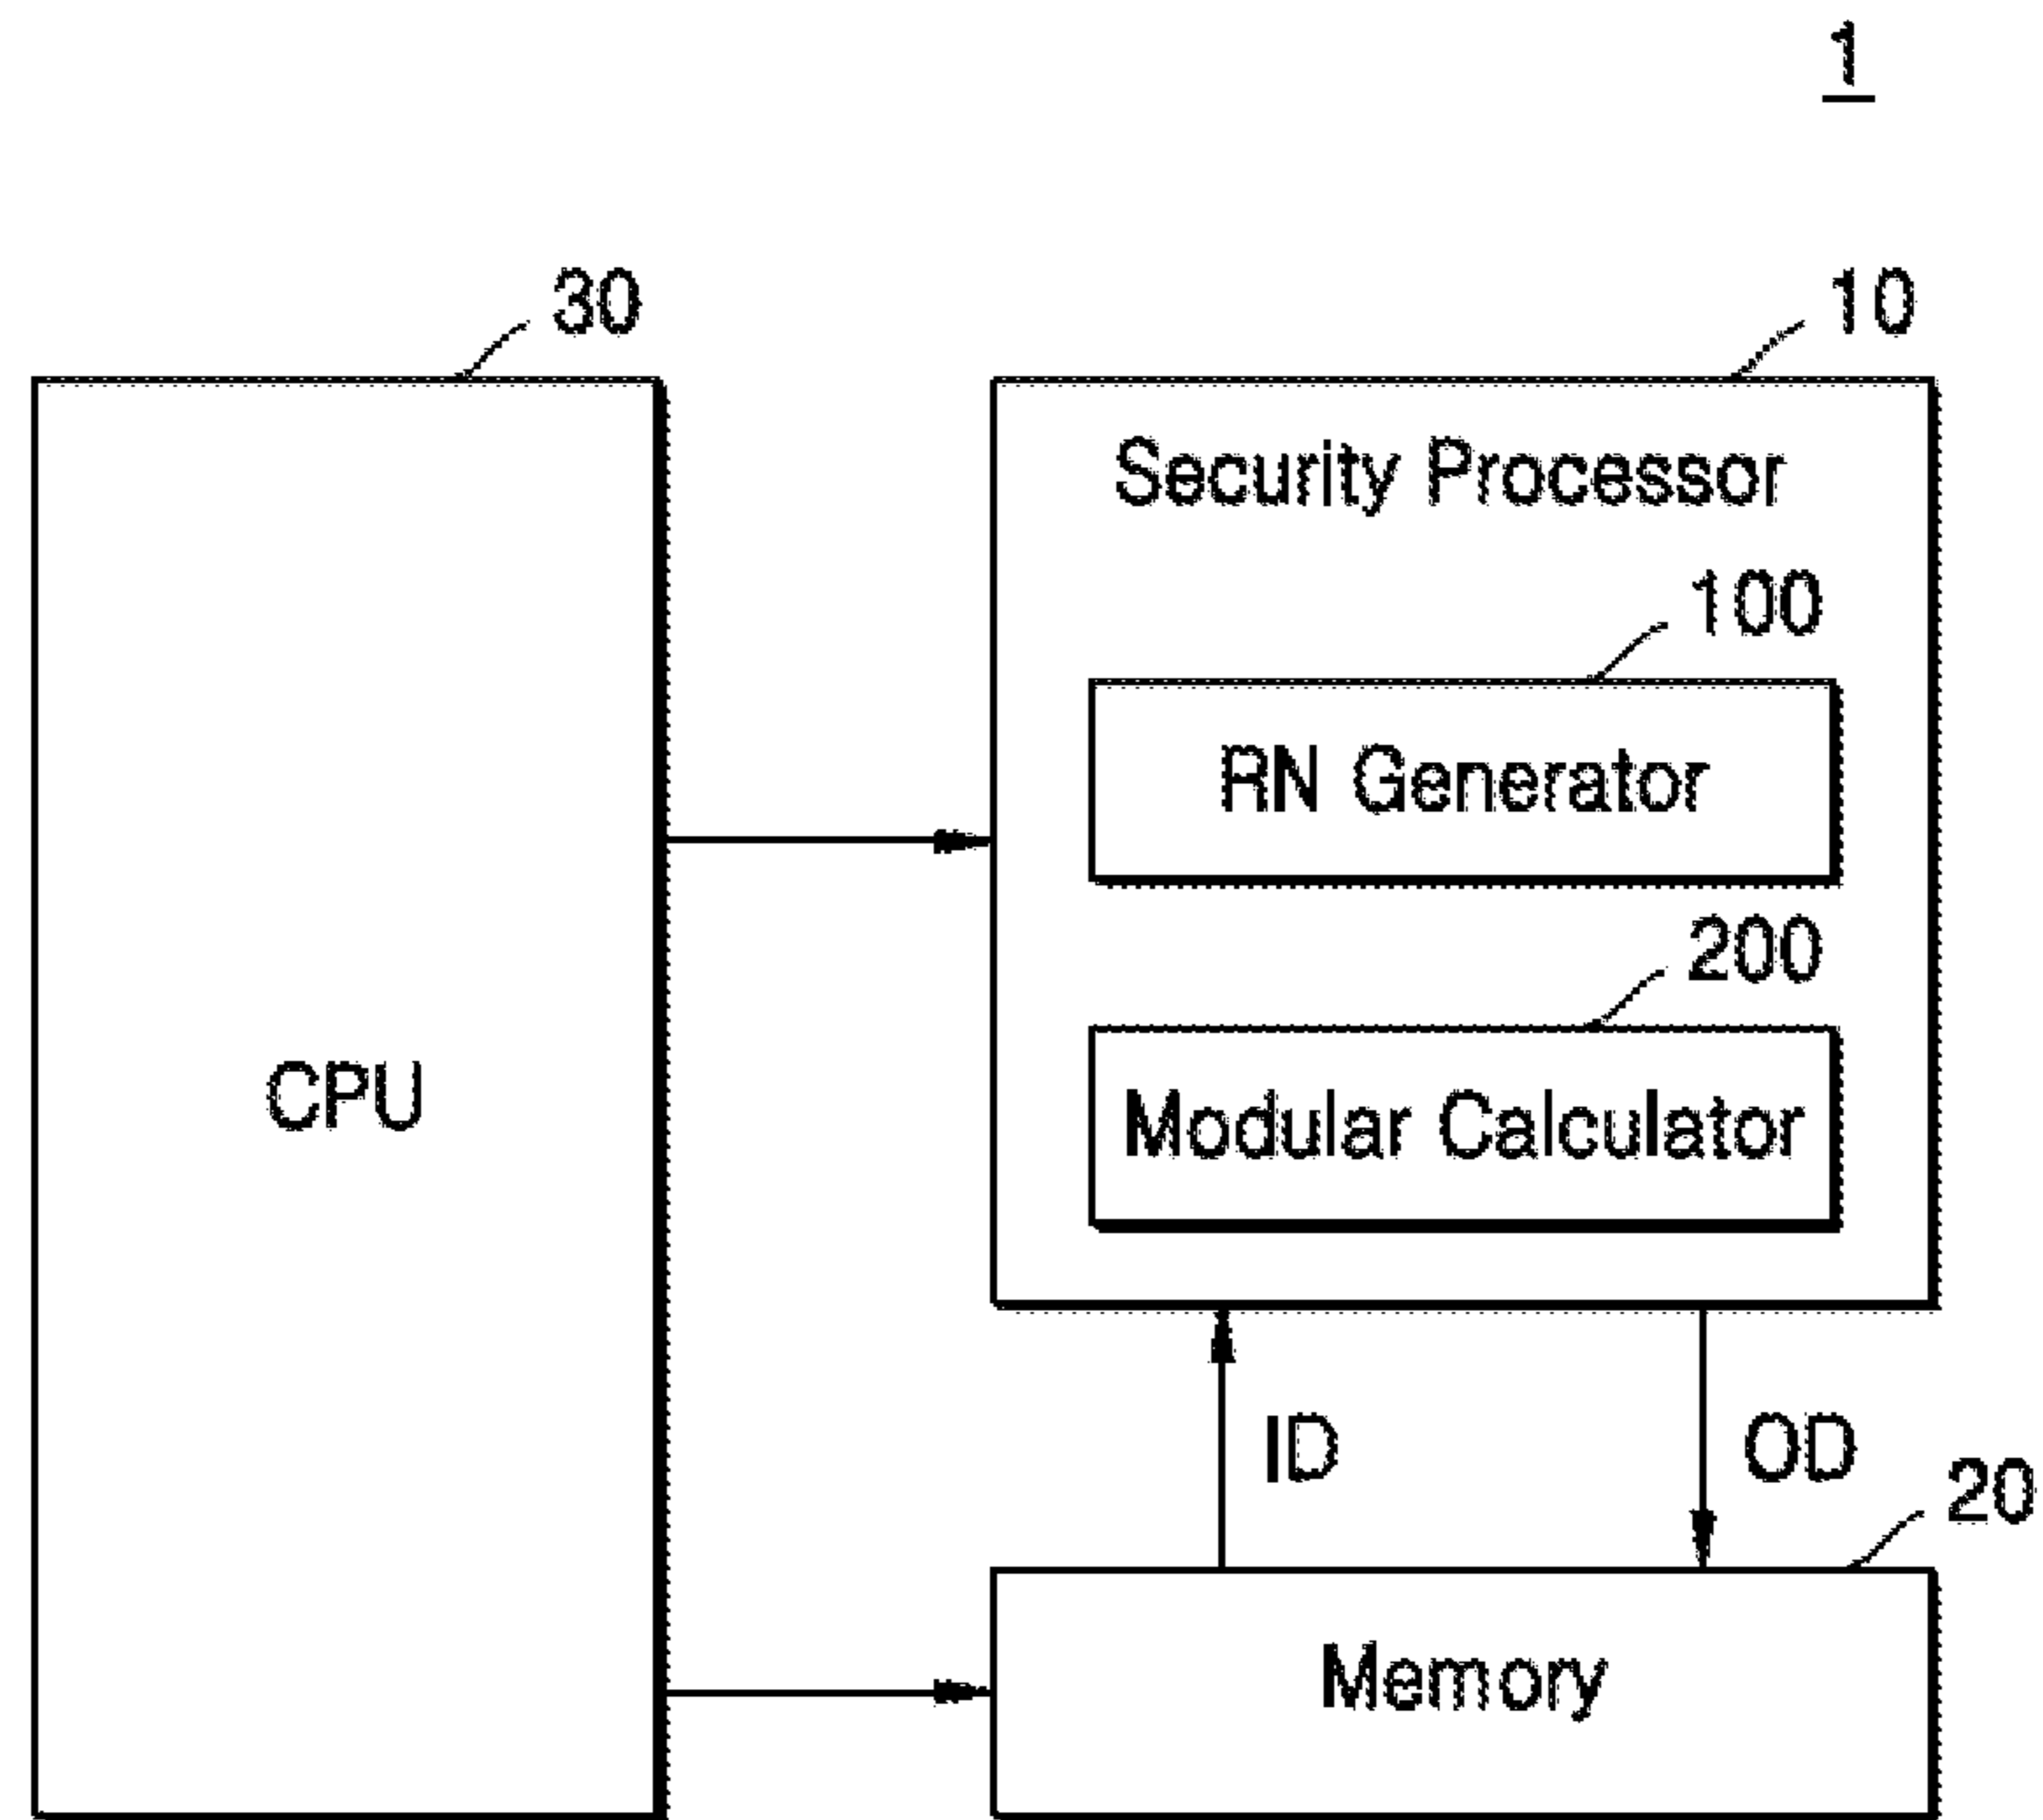 1
30
10
Security Processor
100
RN Generator
200
CPU
Modular Calculator
ID
OD
20
Memory